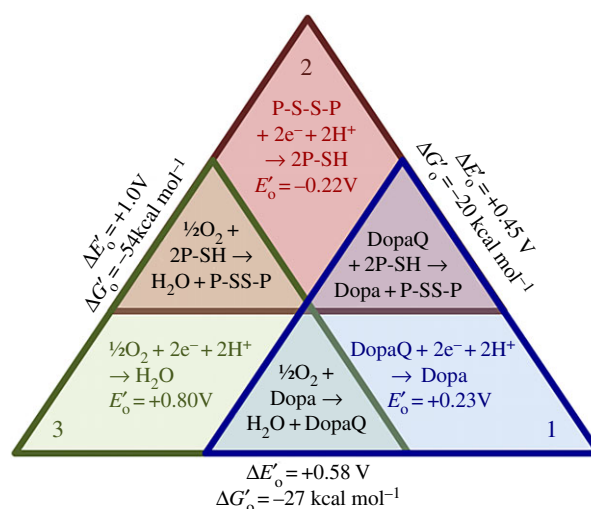 2
P-S-S-P
+ 2e⁻ + 2H⁺
→ 2P-SH
E′ₒ = –0.22V
ΔE′ₒ = +1.0V
ΔG′ₒ = –54kcal mol⁻¹
ΔE′ₒ = +0.45 V
ΔG′ₒ = –20 kcal mol⁻¹
½O₂ +
2P-SH →
H₂O + P-SS-P
DopaQ
+ 2P-SH →
Dopa + P-SS-P
½O₂ + 2e⁻ + 2H⁺
→ H₂O
E′ₒ = +0.80V
3
½O₂ +
Dopa →
H₂O + DopaQ
DopaQ + 2e⁻ + 2H⁺
→ Dopa
E′ₒ = +0.23V
1
ΔE′ₒ = +0.58 V
ΔG′ₒ = –27 kcal mol⁻¹